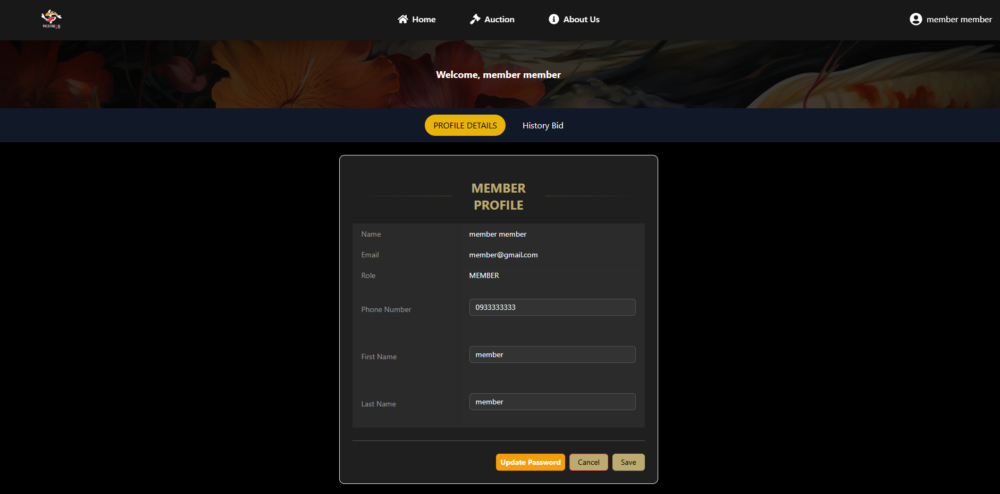 PRESTIGE
Home
Auction
About Us
member member
Welcome, member member
PROFILE DETAILS
History Bid
MEMBER
PROFILE
Name
member member
Email
member@gmail.com
Role
MEMBER
Phone Number
0933333333
First Name
member
Last Name
member
Update Password
Cancel
Save